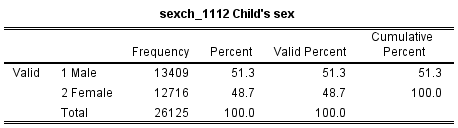 sexch_1112 Child's sex
Frequency Percent Valid Percent Cumulative Percent
Valid 1 Male 13409 51.3 51.3 51.3
2 Female 12716 48.7 48.7 100.0
Total 26125 100.0 100.0